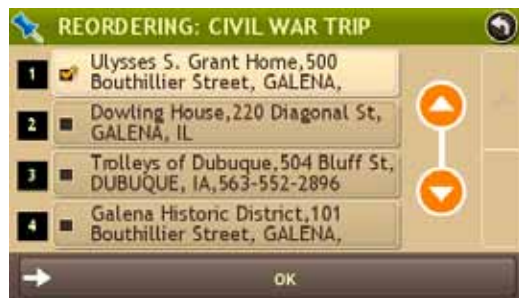 REORDERING: CIVIL WAR TRIP
1 Ulysses S. Grant Home,500
Bouthillier Street, GALENA,
2 Dowling House,220 Diagonal St,
GALENA, IL
3 Trolleys of Dubuque,504 Bluff St,
DUBUQUE, IA,563-552-2896
4 Galena Historic District,101
Bouthillier Street, GALENA,
OK